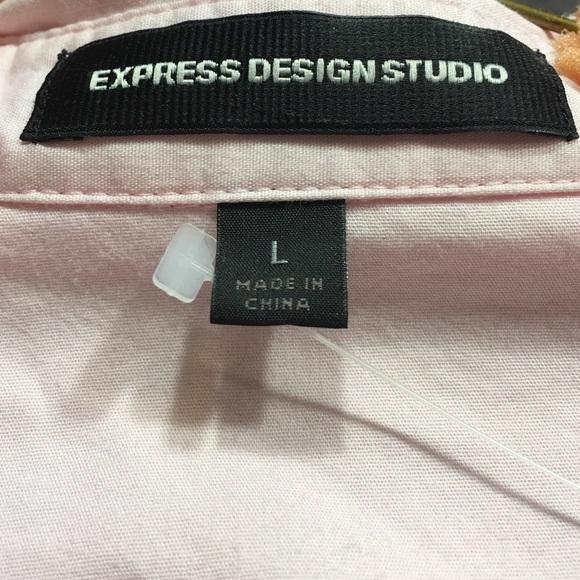 EXPRESS DESIGN STUDIO
L
MADE IN
CHINA